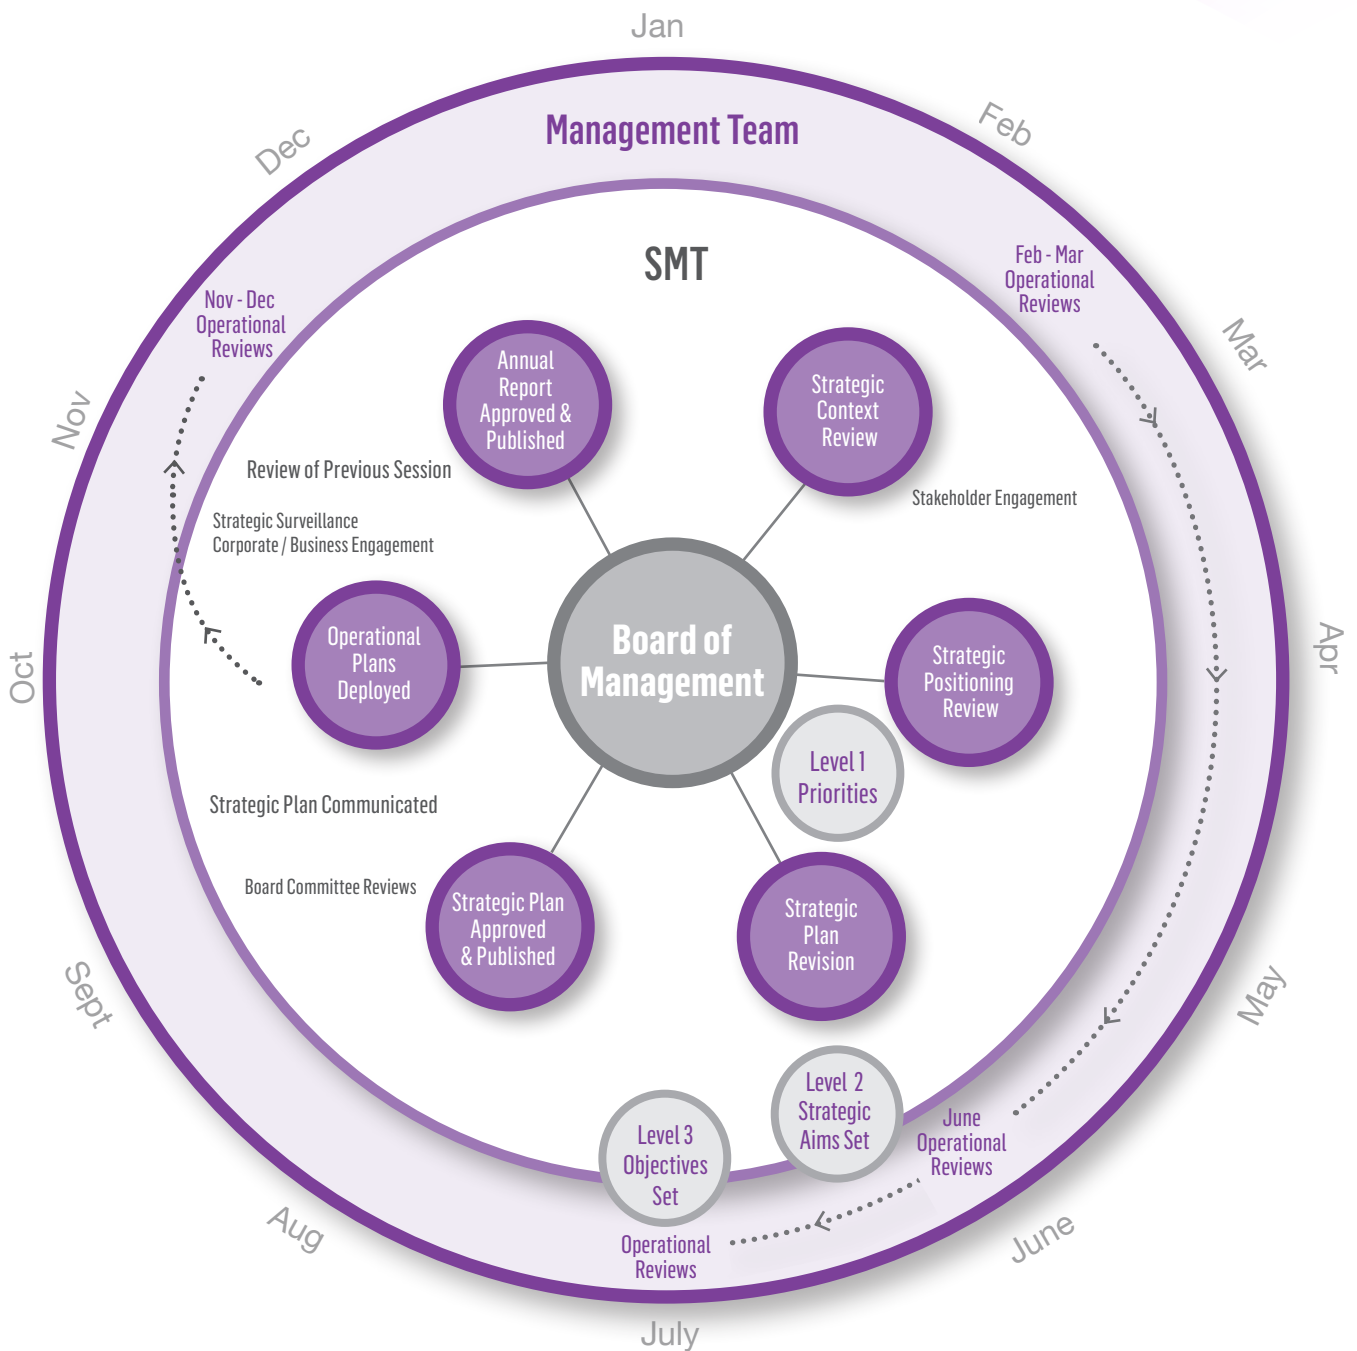 Jan
Feb
Mar
Apr
May
June
July
Aug
Sept
Oct
Nov
Dec
Management Team
SMT
Feb - Mar
Operational
Reviews
Nov - Dec
Operational
Reviews
Annual
Report
Approved &
Published
Strategic
Context
Review
Review of Previous Session
Stakeholder Engagement
Strategic Surveillance
Corporate / Business Engagement
Operational
Plans
Deployed
Board of
Management
Strategic
Positioning
Review
Level 1
Priorities
Strategic Plan Communicated
Board Committee Reviews
Strategic Plan
Approved
& Published
Strategic
Plan
Revision
Level 2
Strategic
Aims Set
Level 3
Objectives
Set
June
Operational
Reviews
Operational
Reviews